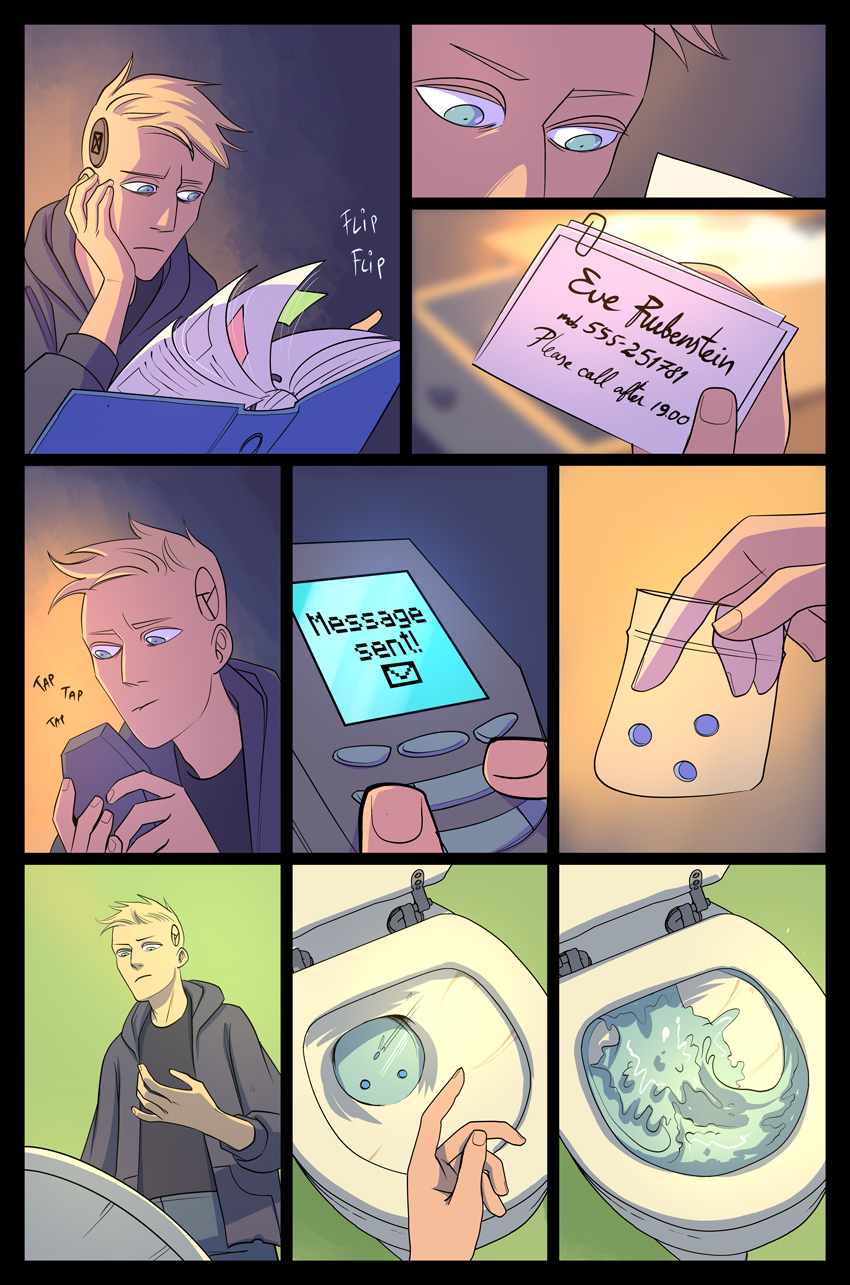 FLIP
FLIP
Eve Rubenstein
mob 555-251781
Please call after 19.00
TAP
TAP
TAP
Message
sent!